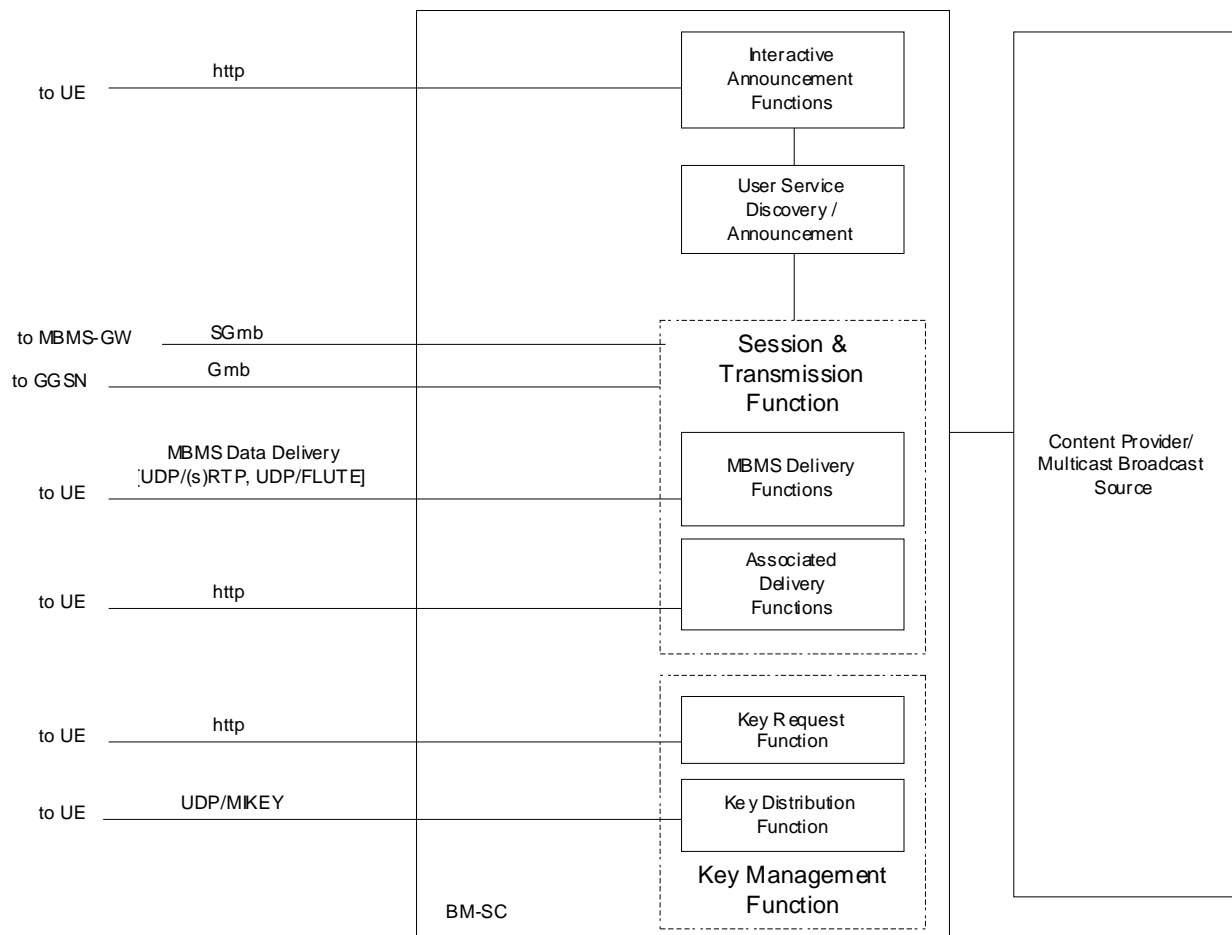 Interactive
Announcement
Functions
http
to UE
User Service
Discovery /
Announcement
to MBMS-GW
SGmb
to GGSN
Gmb
Session &
Transmission
Function
MBMS Data Delivery
[UDP/(s)RTP, UDP/FLUTE]
to UE
MBMS Delivery
Functions
Content Provider/
Multicast Broadcast
Source
Associated
Delivery
Functions
http
to UE
Key Request
Function
http
to UE
Key Distribution
Function
UDP/MIKEY
to UE
Key Management
Function
BM-SC